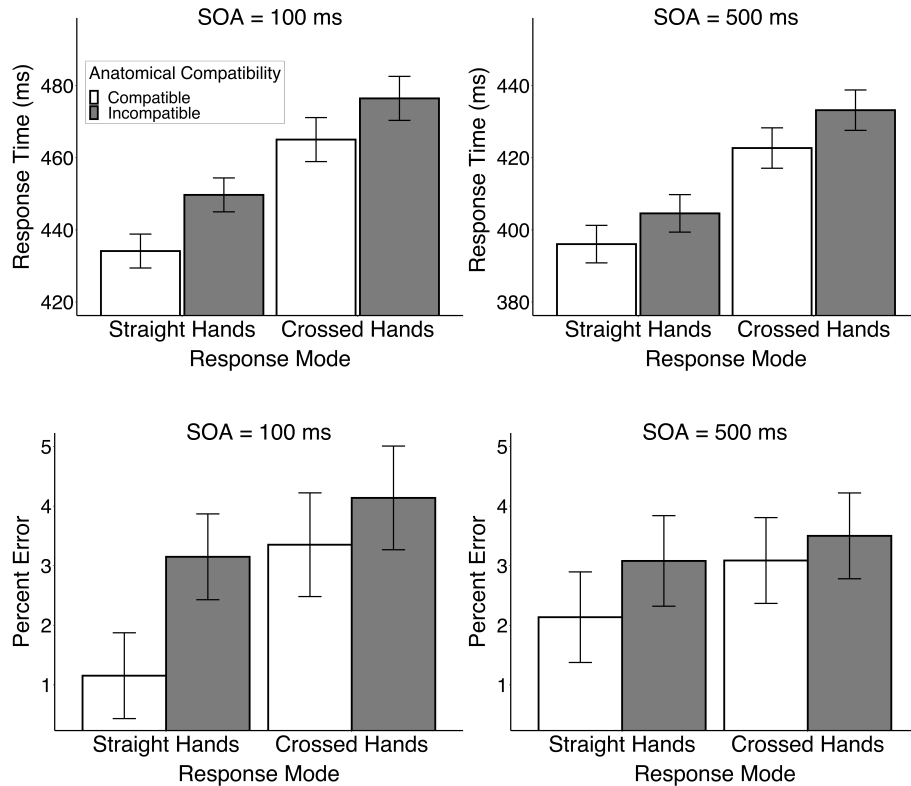 SOA = 100 ms
Response Time (ms)
480
460
440
420
Anatomical Compatibility
Compatible
Incompatible
Straight Hands Crossed Hands
Response Mode
SOA = 500 ms
Response Time (ms)
440
420
400
380
Straight Hands Crossed Hands
Response Mode
SOA = 100 ms
Percent Error
5
4
3
2
1
Straight Hands Crossed Hands
Response Mode
SOA = 500 ms
Percent Error
5
4
3
2
1
Straight Hands Crossed Hands
Response Mode